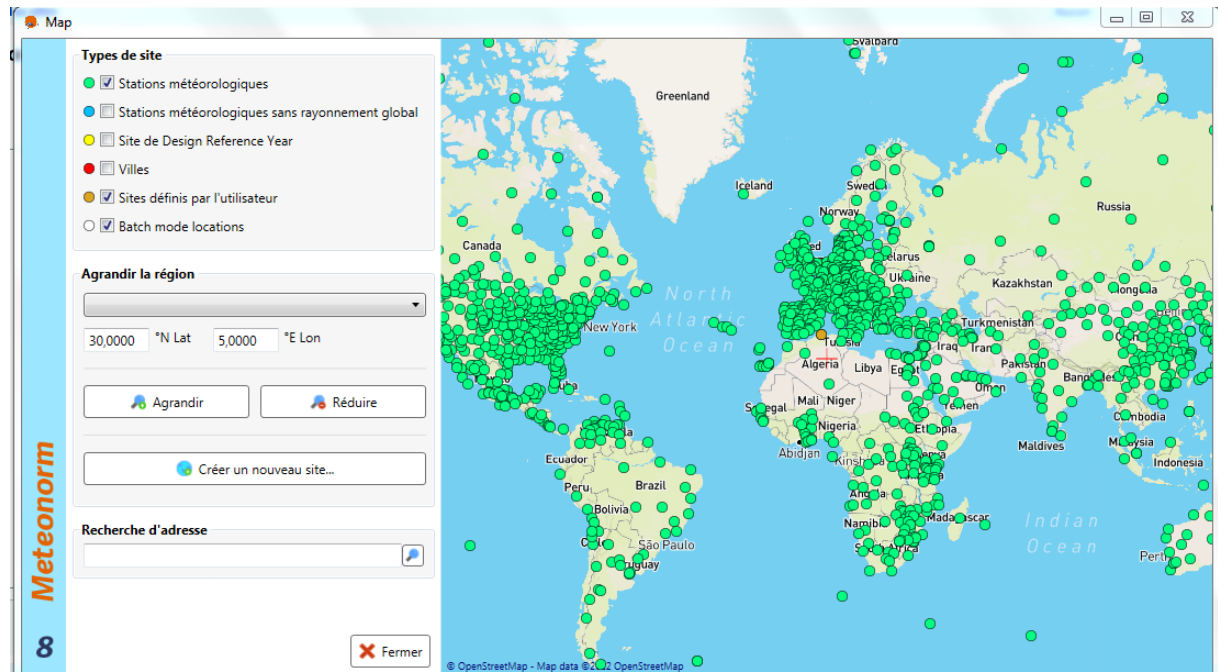 Map
Types de site
Stations météorologiques
Stations météorologiques sans rayonnement global
Site de Design Reference Year
Villes
Sites définis par l'utilisateur
Batch mode locations
Agrandir la région
30,0000 °N Lat 5,0000 °E Lon
Agrandir Réduire
Créer un nouveau site...
Recherche d'adresse
Fermer
Meteonorm
8
Svalbard
Greenland
Iceland
Sweden
Norway
Russia
Canada
Ukraine
Kazakhstan
North
Atlantic
Ocean
New York
Turkmenistan
Iraq Iran
Algeria Libya Egypt
Pakistan
Oman
Mali Niger
Yemen
Senegal
Nigeria
Ethiopia
Cambodia
Abidjan
Maldives
Malaysia
Indonesia
Ecuador
Peru
Brazil
Bolivia
Angola
Namibia
Madagascar
São Paulo
Indian
Ocean
Perth
© OpenStreetMap - Map data ©2022 OpenStreetMap